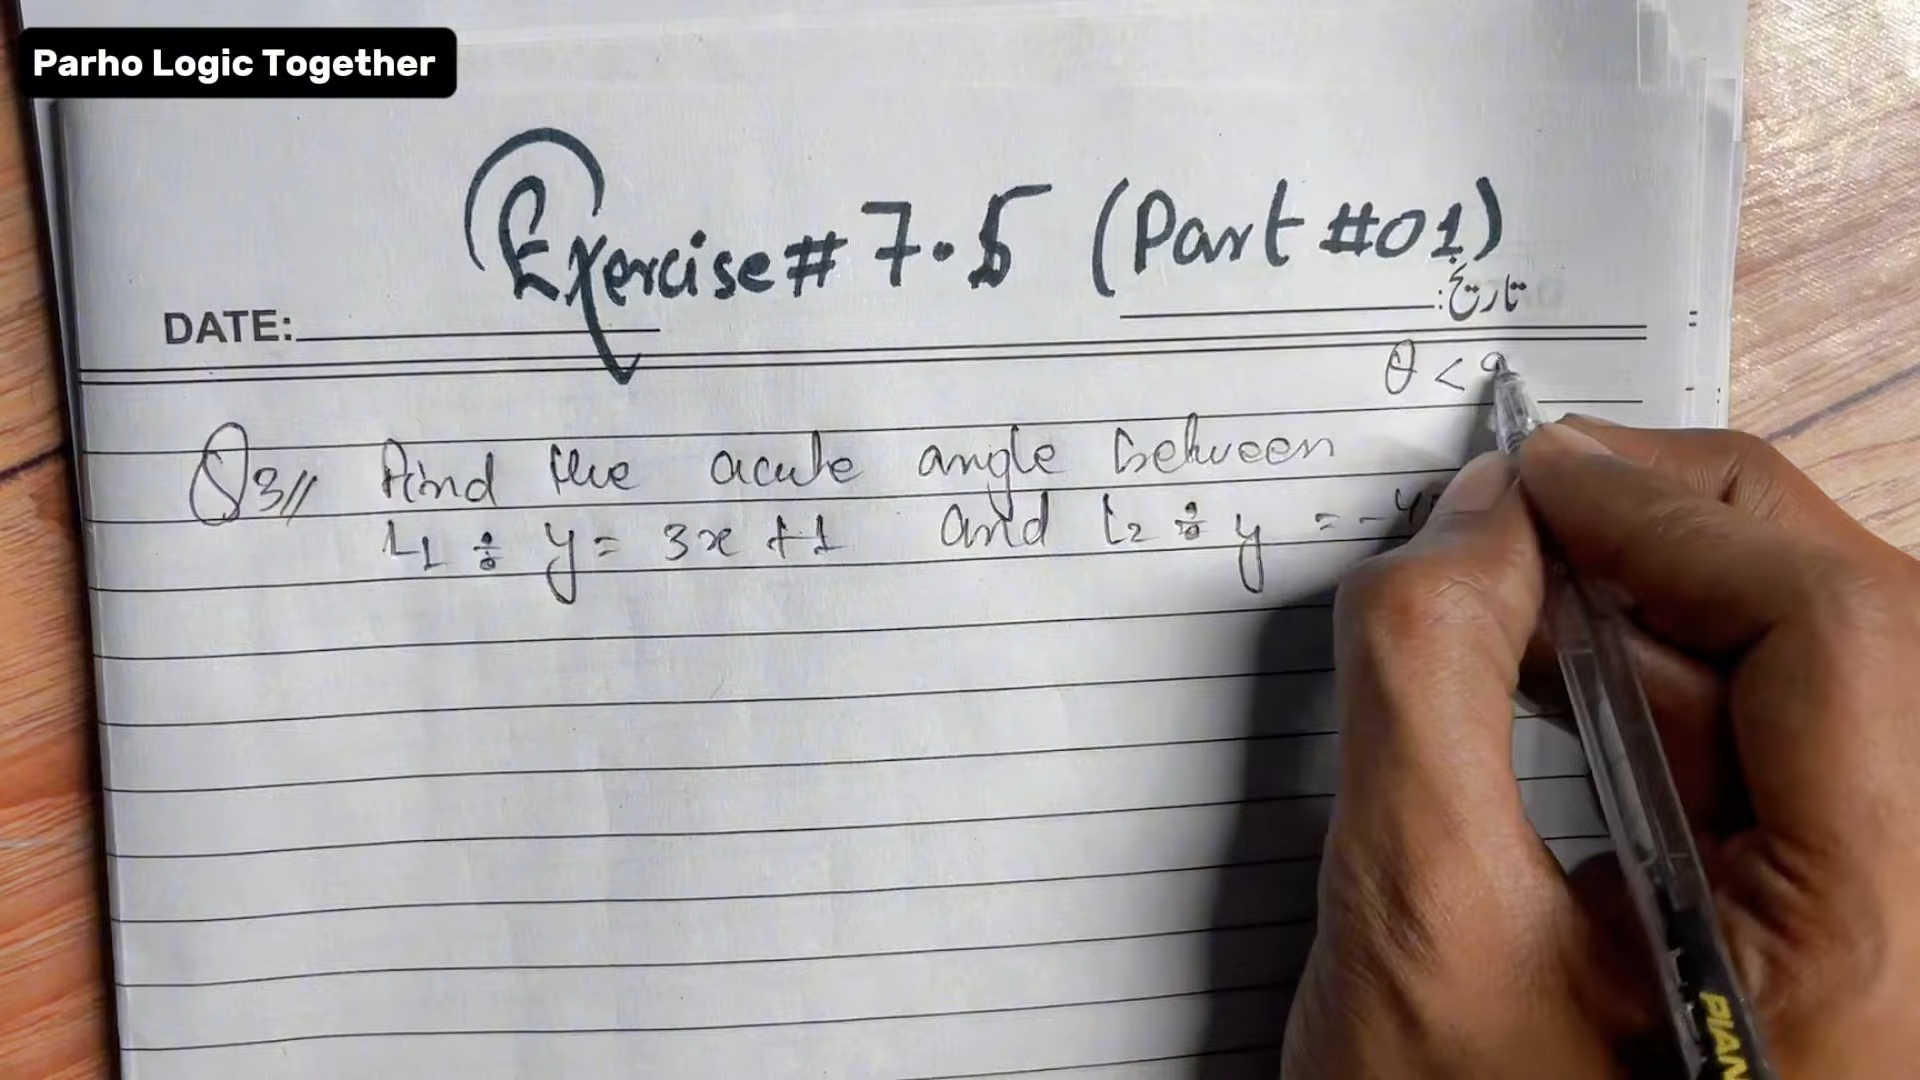 Parho Logic Together
Exercise # 7.5 (Part #01)
DATE: تاریخ:
θ < 9
Q3// Find the acute angle between
L1 ÷ y = 3x +1 and L2 ÷ y = -4